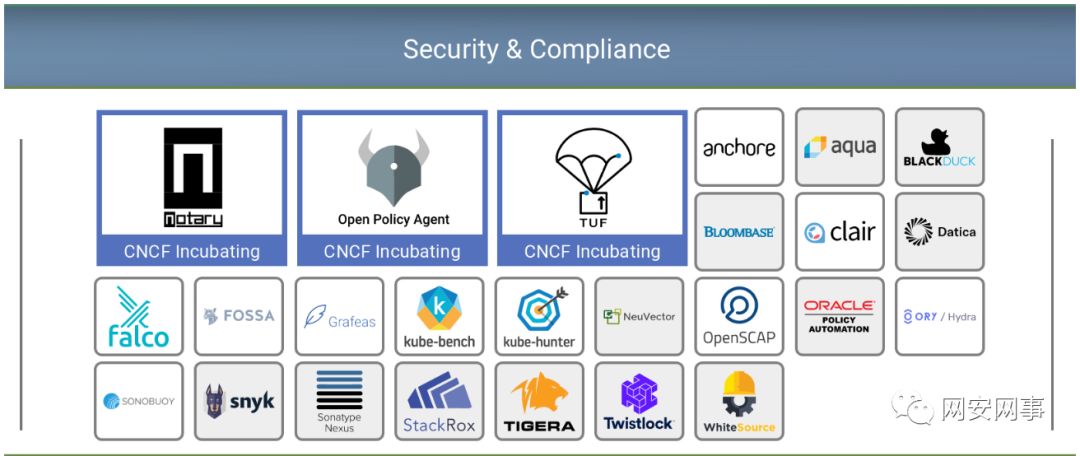 Security & Compliance
notary
CNCF Incubating
Open Policy Agent
CNCF Incubating
TUF
CNCF Incubating
anchore
aqua
BLACKDUCK
BLOOMBASE
clair
Datica
falco
FOSSA
Grafeas
kube-bench
kube-hunter
NeuVector
OpenSCAP
ORACLE
POLICY
AUTOMATION
ORY / Hydra
SONOBUOY
snyk
Sonatype
Nexus
StackRox
TIGERA
Twistlock
WhiteSource
网安网事